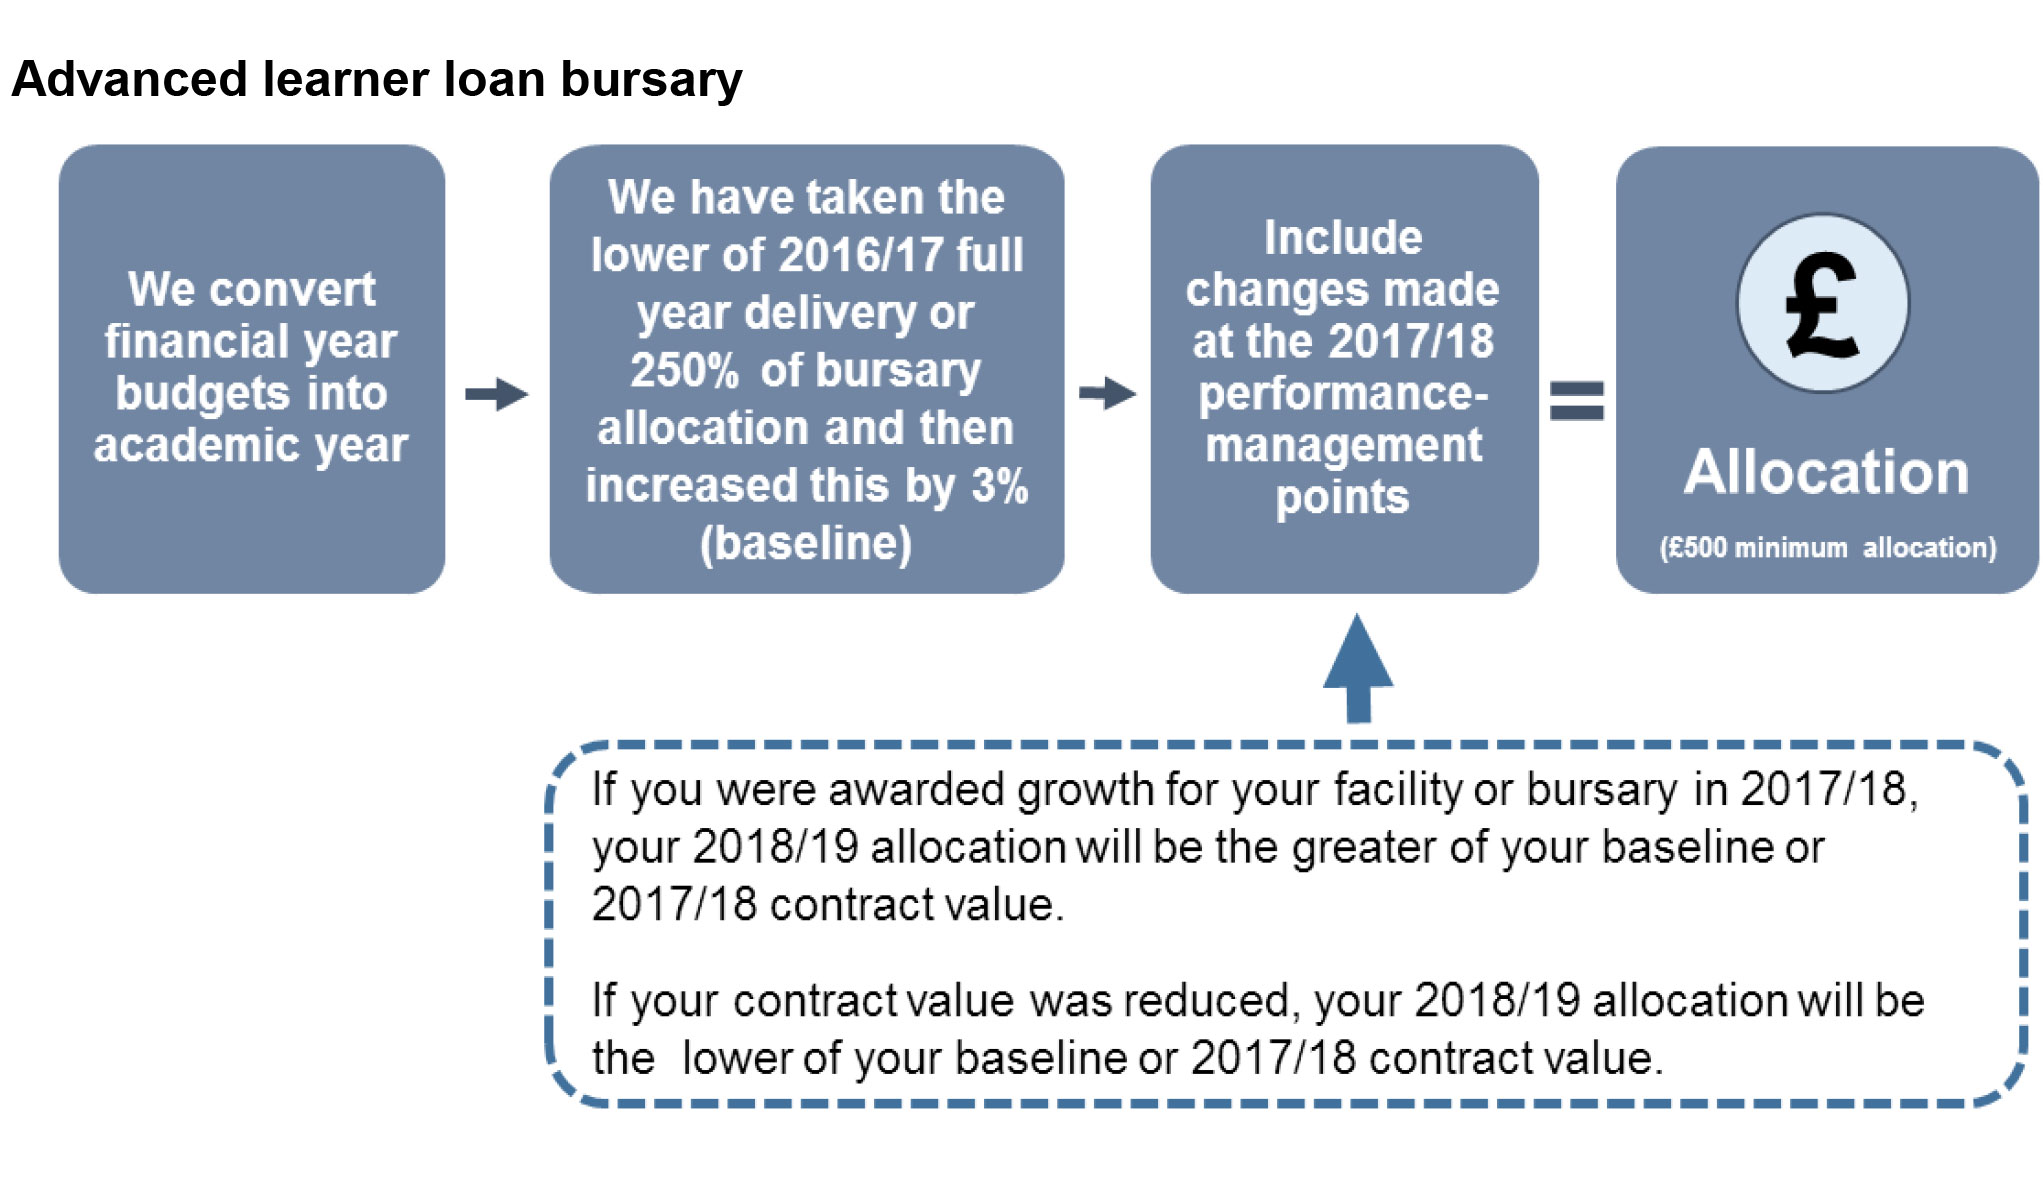 Advanced learner loan bursary
We convert
financial year
budgets into
academic year
We have taken the
lower of 2016/17 full
year delivery or
250% of bursary
allocation and then
increased this by 3%
(baseline)
Include
changes made
at the 2017/18
performance-
management
points
=
£
Allocation
(£500 minimum allocation)
If you were awarded growth for your facility or bursary in 2017/18,
your 2018/19 allocation will be the greater of your baseline or
2017/18 contract value.
If your contract value was reduced, your 2018/19 allocation will be
the lower of your baseline or 2017/18 contract value.